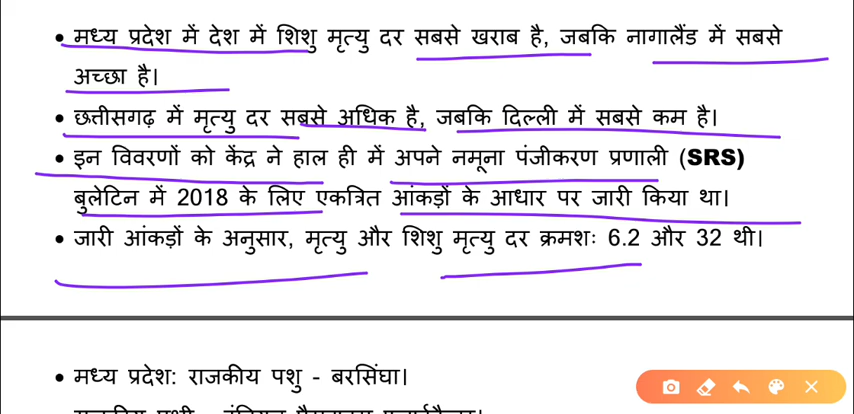 • मध्य प्रदेश में देश में शिशु मृत्यु दर सबसे खराब है, जबकि नागालैंड में सबसे
अच्छा है।
• छत्तीसगढ़ में मृत्यु दर सबसे अधिक है, जबकि दिल्ली में सबसे कम है।
• इन विवरणों को केंद्र ने हाल ही में अपने नमूना पंजीकरण प्रणाली (SRS)
बुलेटिन में 2018 के लिए एकत्रित आंकड़ों के आधार पर जारी किया था।
• जारी आंकड़ों के अनुसार, मृत्यु और शिशु मृत्यु दर क्रमशः 6.2 और 32 थी।
• मध्य प्रदेश: राजकीय पशु - बरसिंघा।